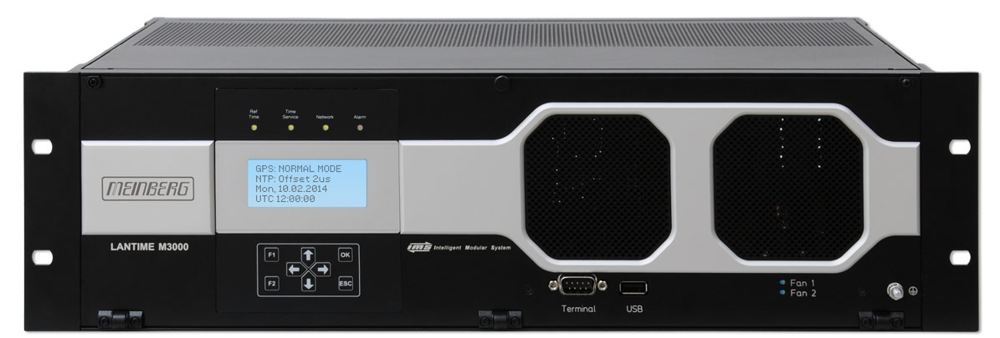 Ref
Time
Time
Service
Network
Alarm
MEINBERG
GPS: NORMAL MODE
NTP: Offset 2us
Mon, 10.02.2014
UTC 12:00:00
LANTIME M3000
F1
OK
F2
ESC
IMS Intelligent Modular System
Terminal
USB
Fan 1
Fan 2